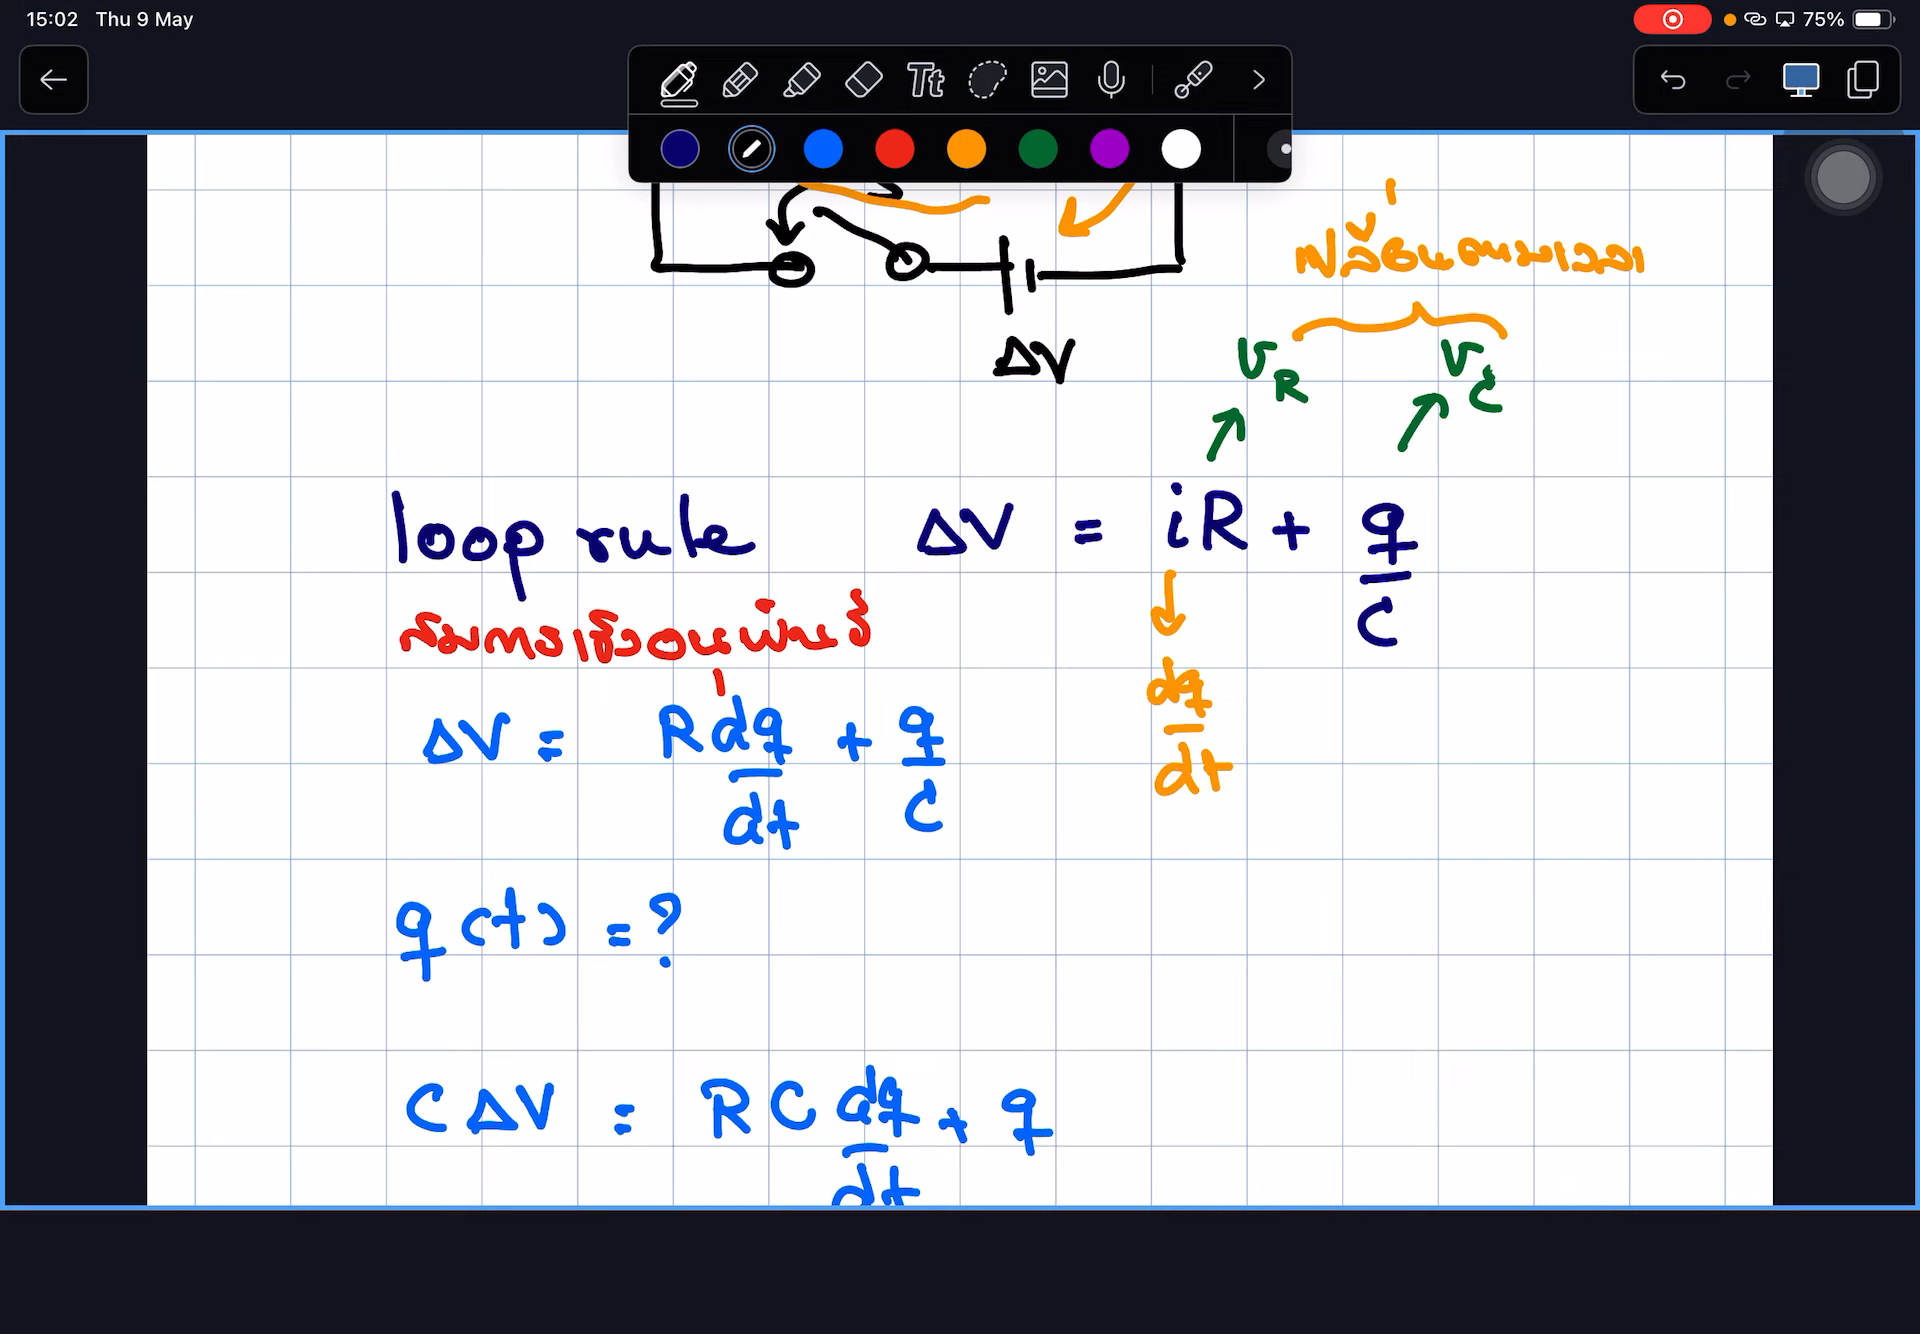 15:02 Thu 9 May
75%
Tt
เปลี่ยนตามเวลา
ΔV
V_R V_C
loop rule ΔV = iR + q/C
สมการเชิงอนุพันธ์
dq/dt
ΔV = R dq/dt + q/C
q(t) = ?
CΔV = RC dq/dt + q